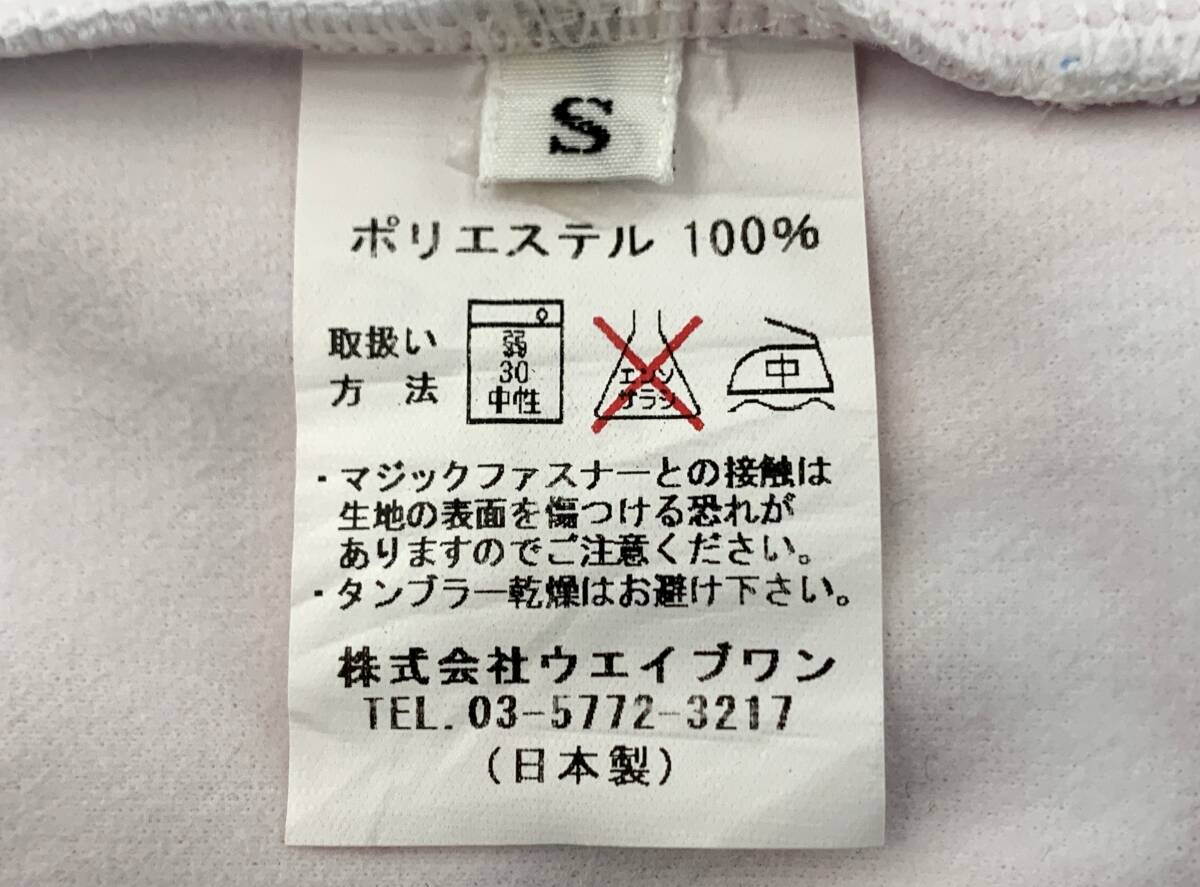 S
ポリエステル 100%
取扱い
方 法
弱
30
中性
エンソ
サラシ
中
・マジックファスナーとの接触は
生地の表面を傷つける恐れが
ありますのでご注意ください。
・タンブラー乾燥はお避け下さい。
株式会社ウエイブワン
TEL. 03-5772-3217
(日本製)